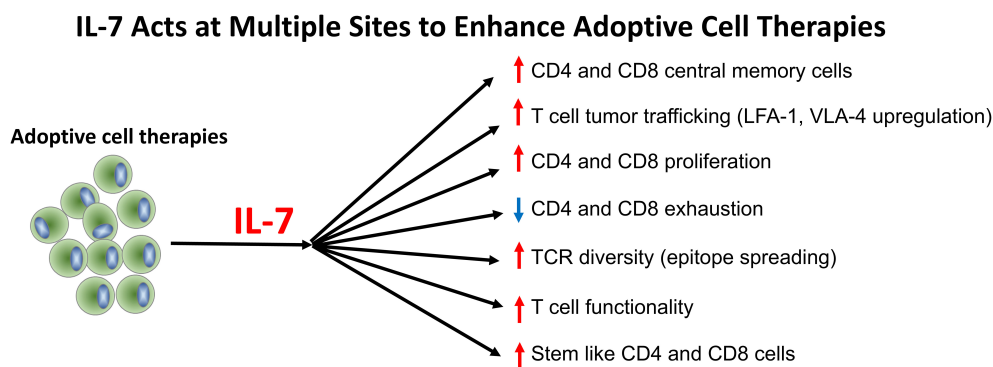 IL-7 Acts at Multiple Sites to Enhance Adoptive Cell Therapies
Adoptive cell therapies
IL-7
CD4 and CD8 central memory cells
T cell tumor trafficking (LFA-1, VLA-4 upregulation)
CD4 and CD8 proliferation
CD4 and CD8 exhaustion
TCR diversity (epitope spreading)
T cell functionality
Stem like CD4 and CD8 cells